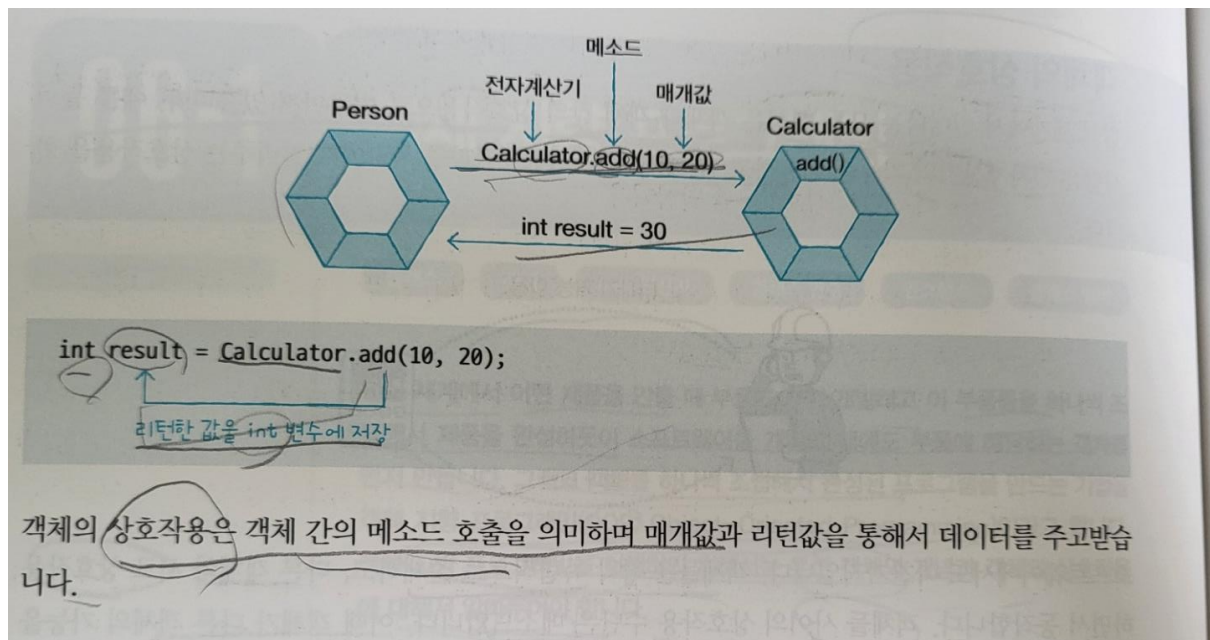 메소드
전자계산기 매개값
Person
Calculator
Calculator.add(10, 20)
add()
int result = 30
int result = Calculator.add(10, 20);
리턴한 값을 int 변수에 저장
객체의 상호작용은 객체 간의 메소드 호출을 의미하며 매개값과 리턴값을 통해서 데이터를 주고받습
니다.